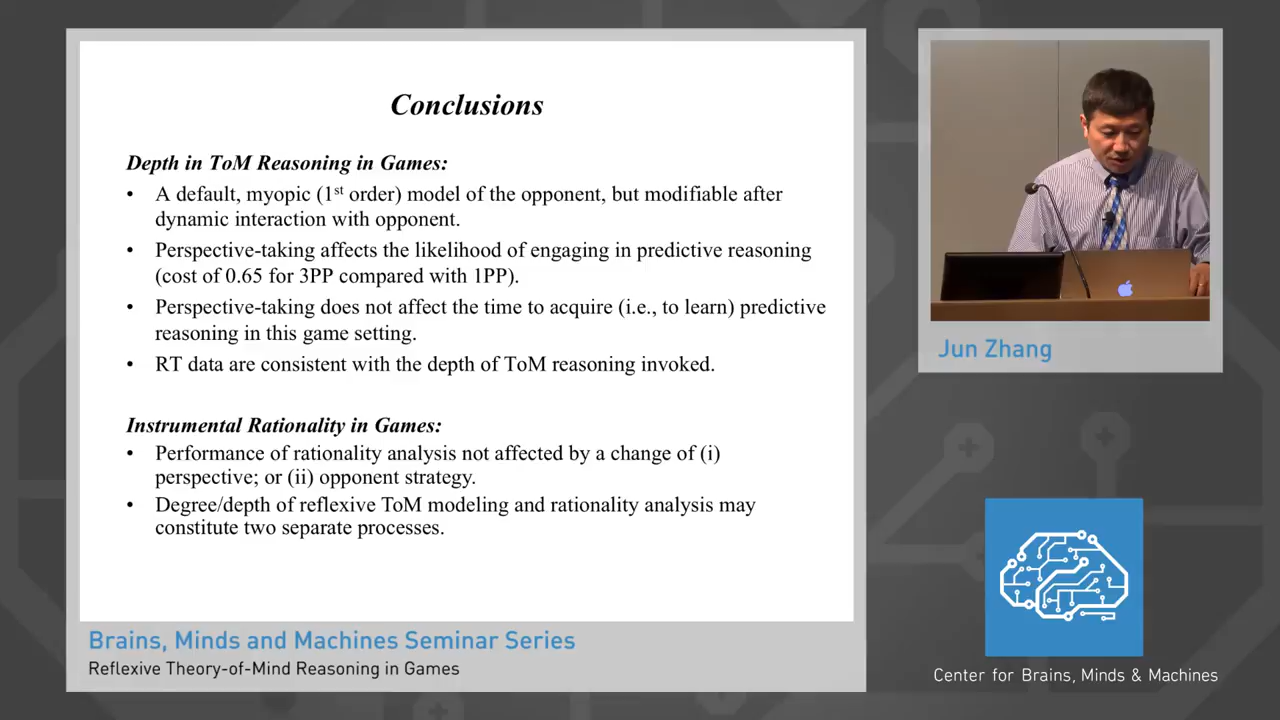 Conclusions
Depth in ToM Reasoning in Games:
• A default, myopic (1st order) model of the opponent, but modifiable after
dynamic interaction with opponent.
• Perspective-taking affects the likelihood of engaging in predictive reasoning
(cost of 0.65 for 3PP compared with 1PP).
• Perspective-taking does not affect the time to acquire (i.e., to learn) predictive
reasoning in this game setting.
• RT data are consistent with the depth of ToM reasoning invoked.
Instrumental Rationality in Games:
• Performance of rationality analysis not affected by a change of (i)
perspective; or (ii) opponent strategy.
• Degree/depth of reflexive ToM modeling and rationality analysis may
constitute two separate processes.
Brains, Minds and Machines Seminar Series
Reflexive Theory-of-Mind Reasoning in Games
Jun Zhang
Center for Brains, Minds & Machines